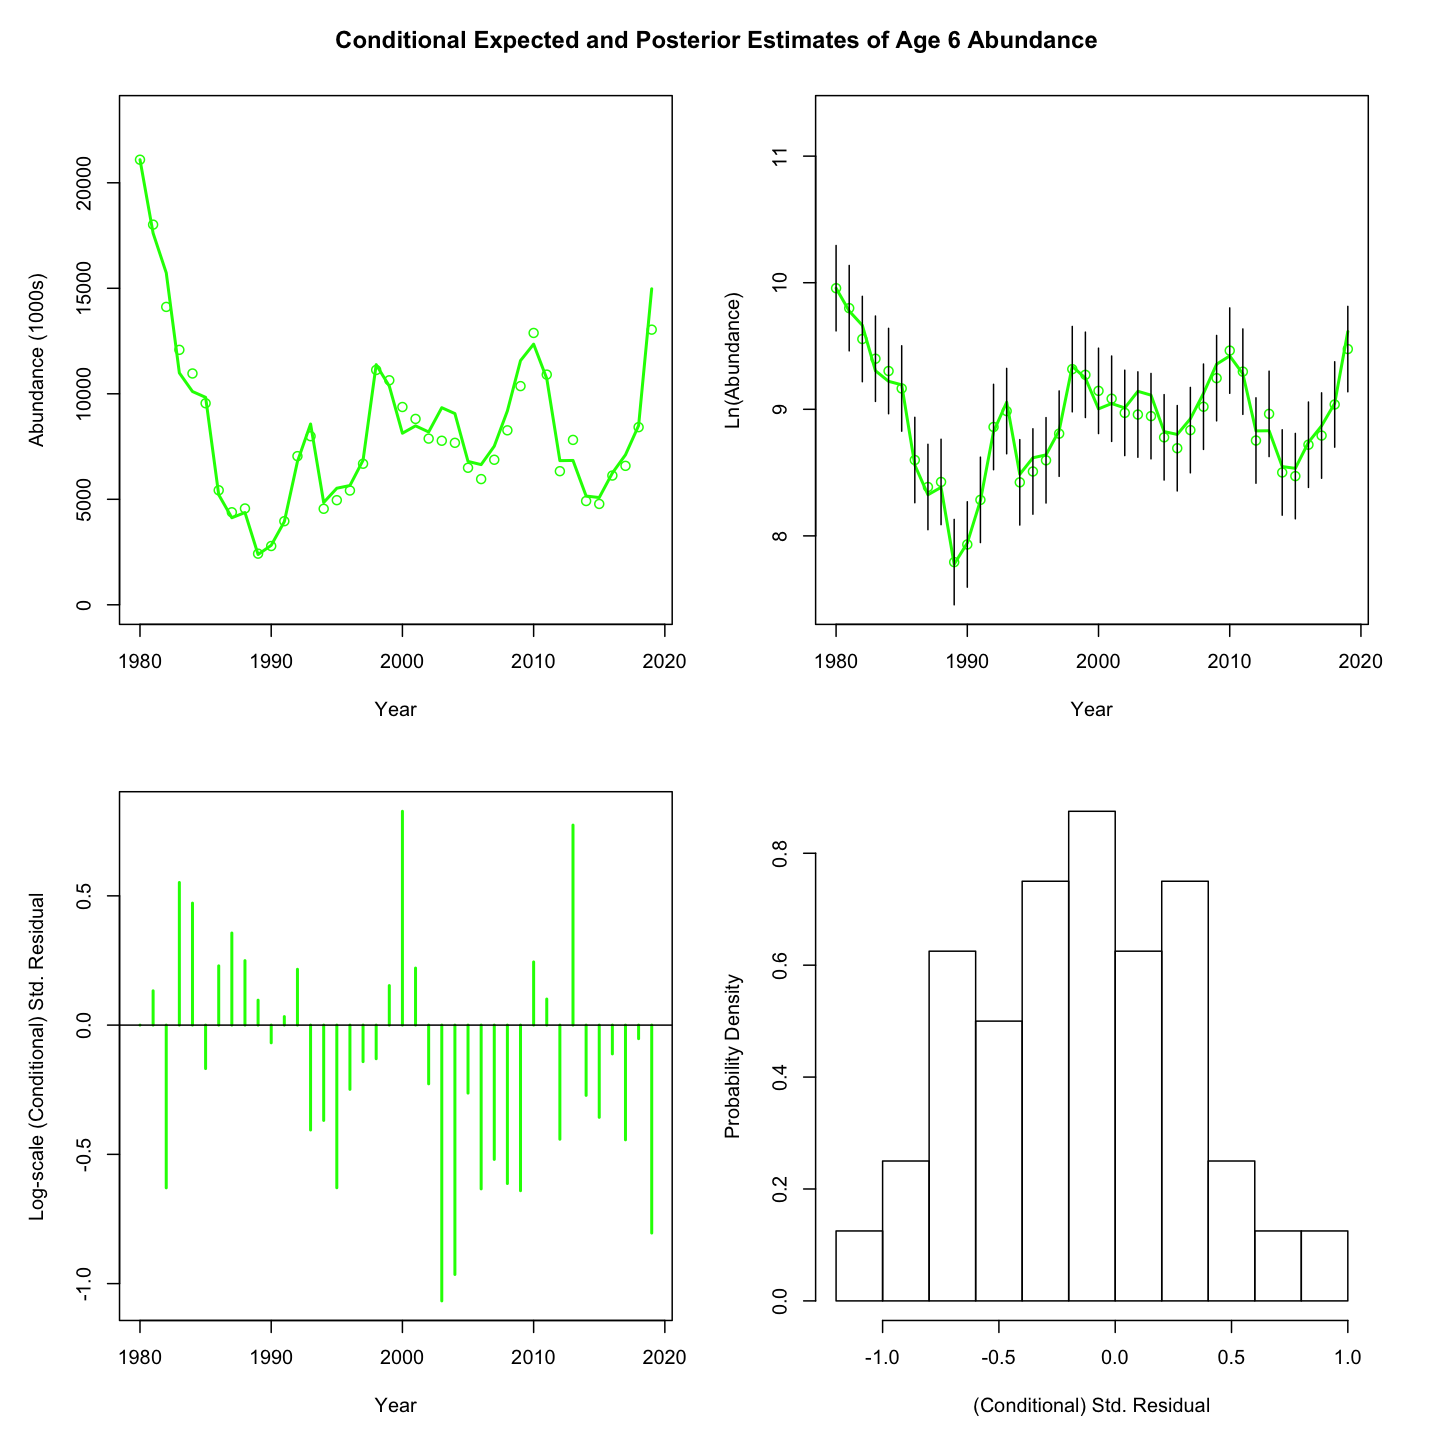 Conditional Expected and Posterior Estimates of Age 6 Abundance
Abundance (1000s)
20000
15000
10000
5000
0
1980 1990 2000 2010 2020
Year
Ln(Abundance)
11
10
9
8
1980 1990 2000 2010 2020
Year
Log-scale (Conditional) Std. Residual
0.5
0.0
-0.5
-1.0
1980 1990 2000 2010 2020
Year
Probability Density
0.8
0.6
0.4
0.2
0.0
-1.0 -0.5 0.0 0.5 1.0
(Conditional) Std. Residual